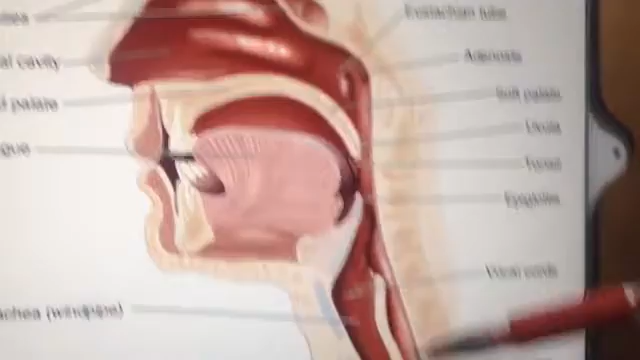 Eustachian tube
Adenoids
al cavity
Soft palate
d palate
Uvula
gue
Tonsil
Epiglottis
Vocal cords
achea (windpipe)